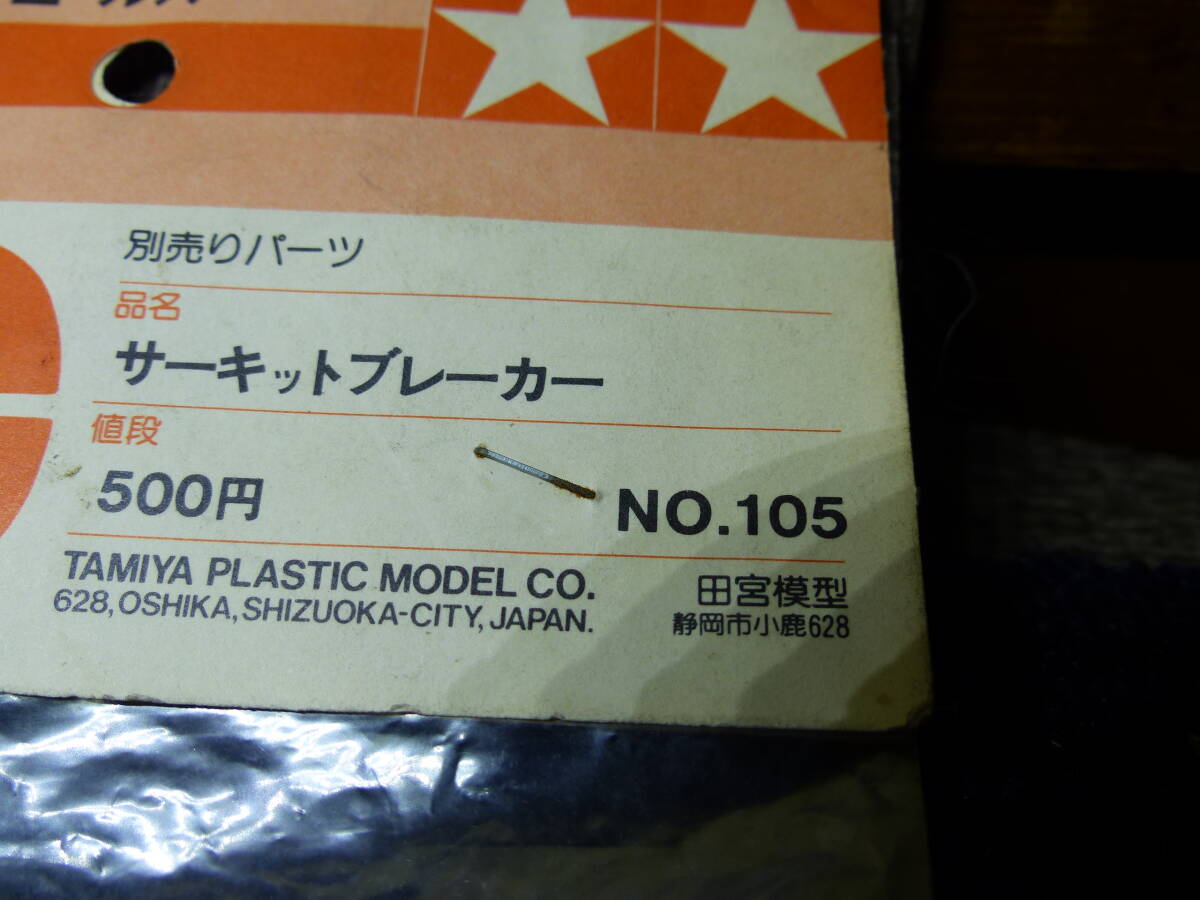 別売りパーツ
品名
サーキットブレーカー
値段
500円
NO.105
TAMIYA PLASTIC MODEL CO.
628, OSHIKA, SHIZUOKA-CITY, JAPAN.
田宮模型
静岡市小鹿628